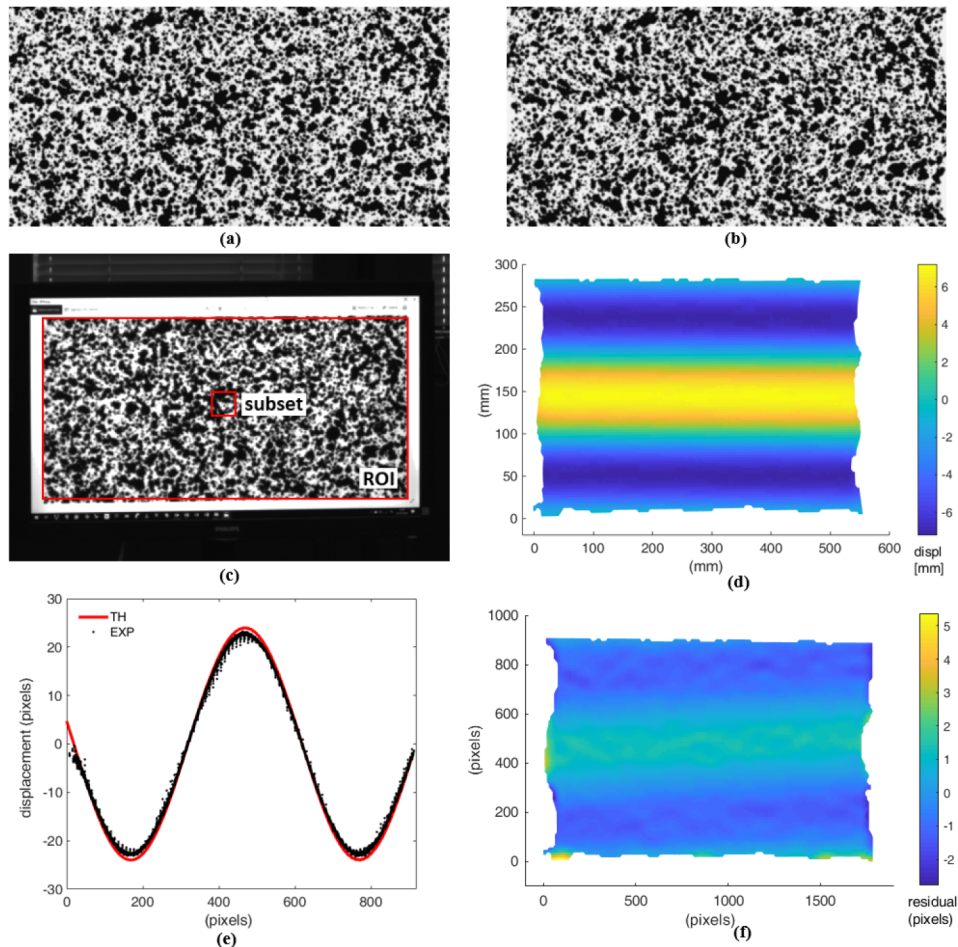 (a)
(b)
subset
ROI
PHILIPS
(c)
300
250
200
150
100
50
0
(mm)
0 100 200 300 400 500 600
(mm)
6
4
2
0
-2
-4
-6
displ
[mm]
(d)
30
20
10
0
-10
-20
-30
displacement (pixels)
TH
EXP
0 200 400 600 800
(pixels)
(e)
1000
800
600
400
200
0
(pixels)
0 500 1000 1500
(pixels)
5
4
3
2
1
0
-1
-2
residual
(pixels)
(f)